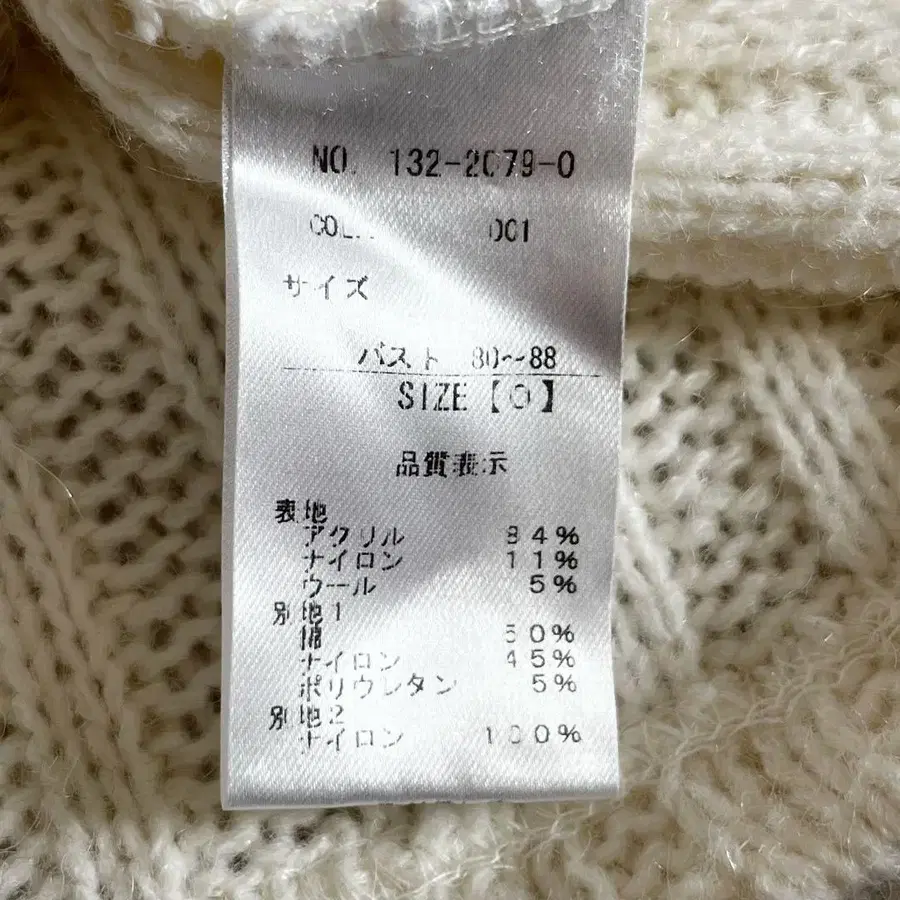 NO. 132-2079-0
COL. 001
サイズ
バスト 80~88
SIZE【0】
品質表示
表地
アクリル 84%
ナイロン 11%
ウール 5%
別地1
綿 50%
ナイロン 45%
ポリウレタン 5%
別地2
ナイロン 100%